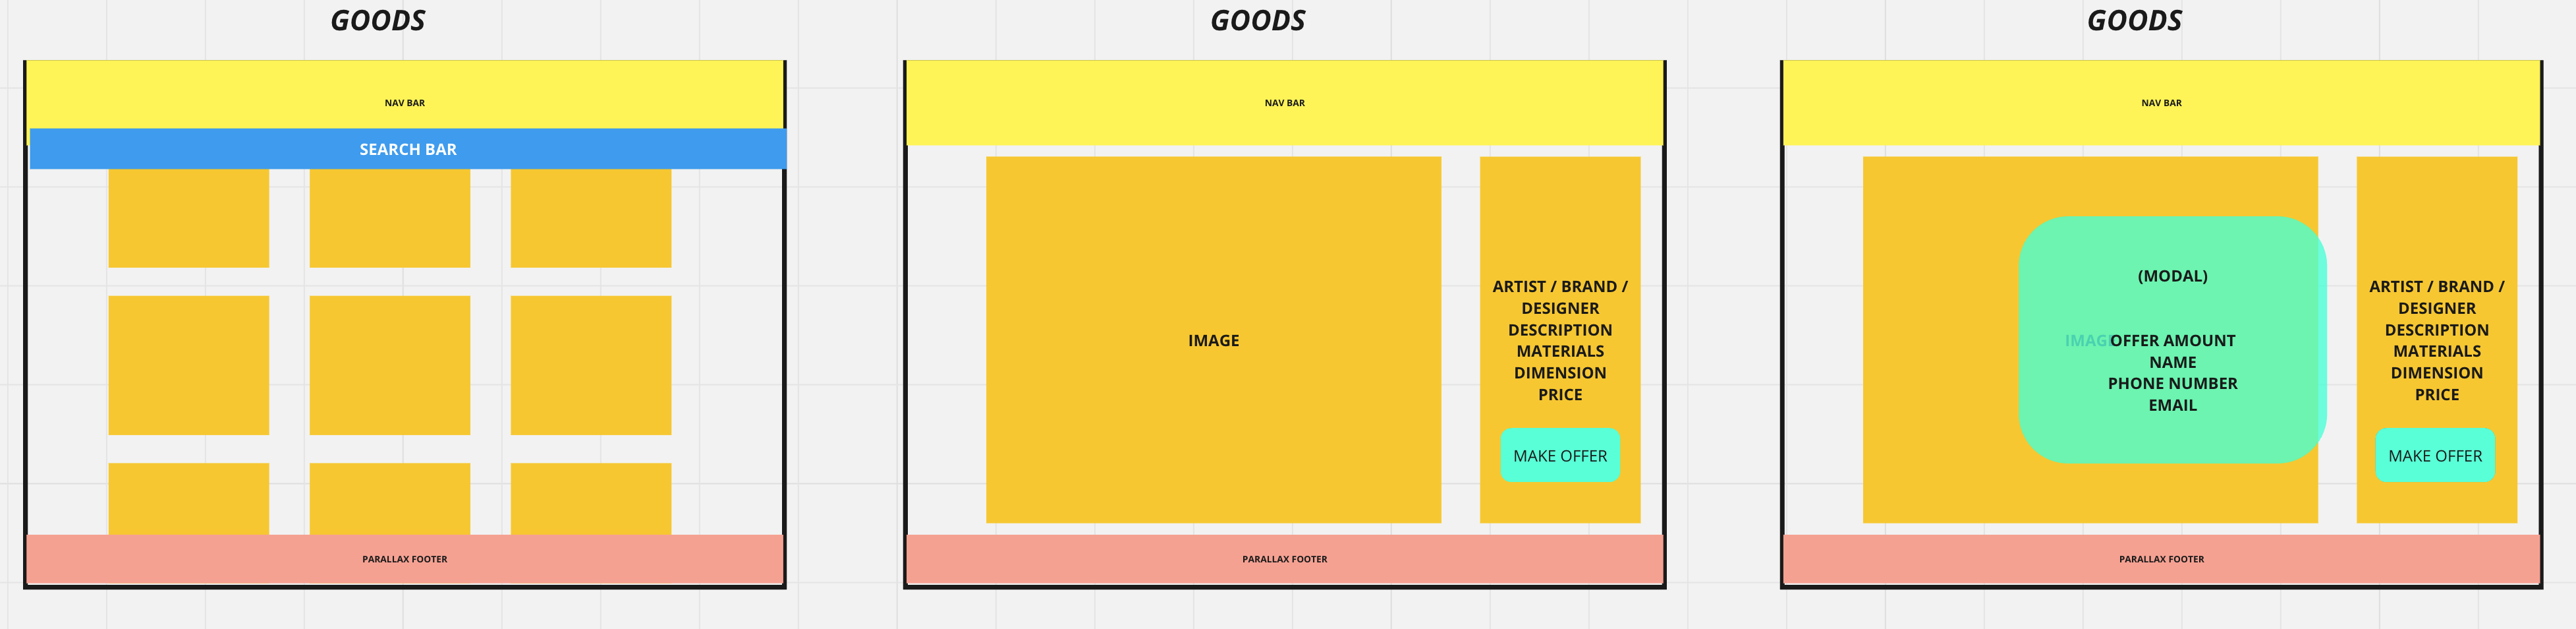 GOODS
NAV BAR
SEARCH BAR
PARALLAX FOOTER
GOODS
NAV BAR
IMAGE
ARTIST / BRAND /
DESIGNER
DESCRIPTION
MATERIALS
DIMENSION
PRICE
MAKE OFFER
PARALLAX FOOTER
GOODS
NAV BAR
(MODAL)
IMAGE
OFFER AMOUNT
NAME
PHONE NUMBER
EMAIL
ARTIST / BRAND /
DESIGNER
DESCRIPTION
MATERIALS
DIMENSION
PRICE
MAKE OFFER
PARALLAX FOOTER